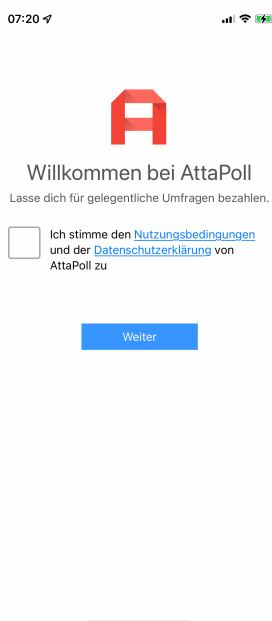 07:20
Willkommen bei AttaPoll
Lasse dich für gelegentliche Umfragen bezahlen.
Ich stimme den Nutzungsbedingungen
und der Datenschutzerklärung von
AttaPoll zu
Weiter